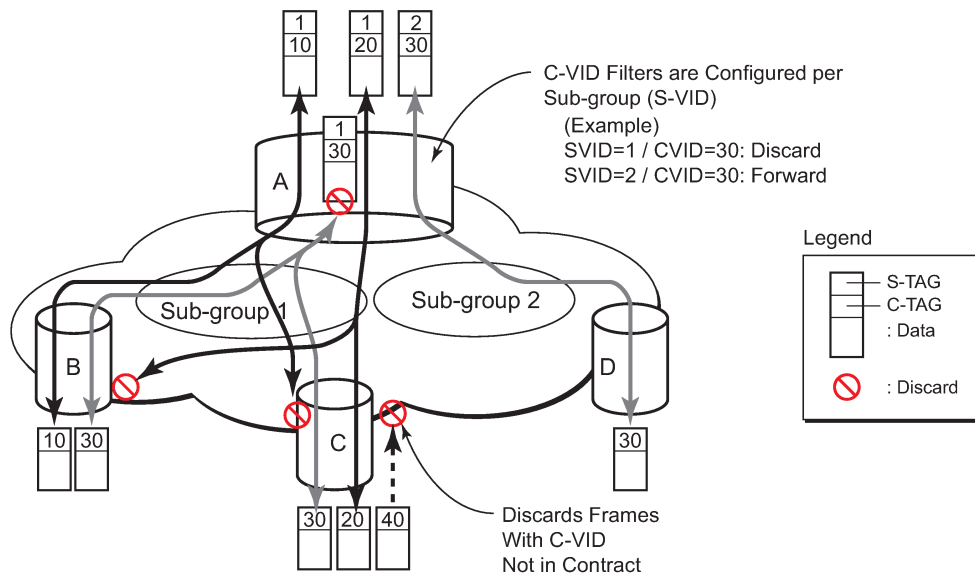 1
10
1
20
2
30
C-VID Filters are Configured per
Sub-group (S-VID)
(Example)
SVID=1 / CVID=30: Discard
SVID=2 / CVID=30: Forward
1
30
A
Legend
S-TAG
C-TAG
: Data
: Discard
Sub-group 1
Sub-group 2
B
D
C
10
30
30
30
20
40
Discards Frames
With C-VID
Not in Contract